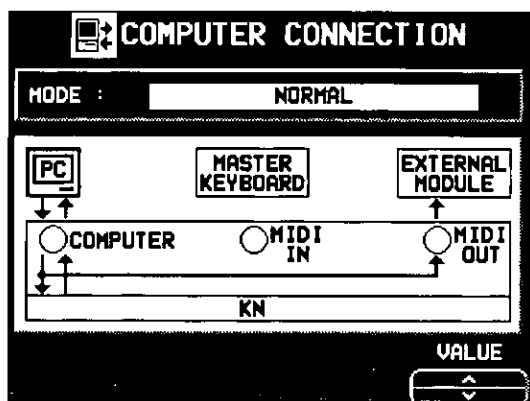 COMPUTER CONNECTION
MODE : NORMAL
PC
MASTER
KEYBOARD
EXTERNAL
MODULE
COMPUTER
MIDI
IN
MIDI
OUT
KN
VALUE